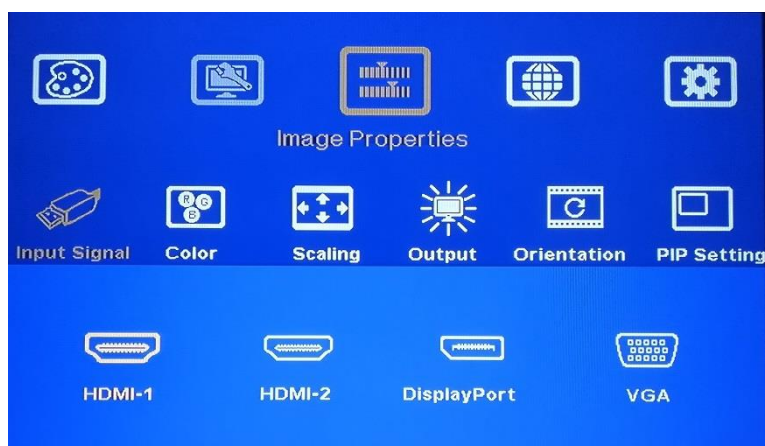 Image Properties
R G
B
Input Signal Color Scaling Output Orientation PIP Setting
HDMI-1 HDMI-2 DisplayPort VGA